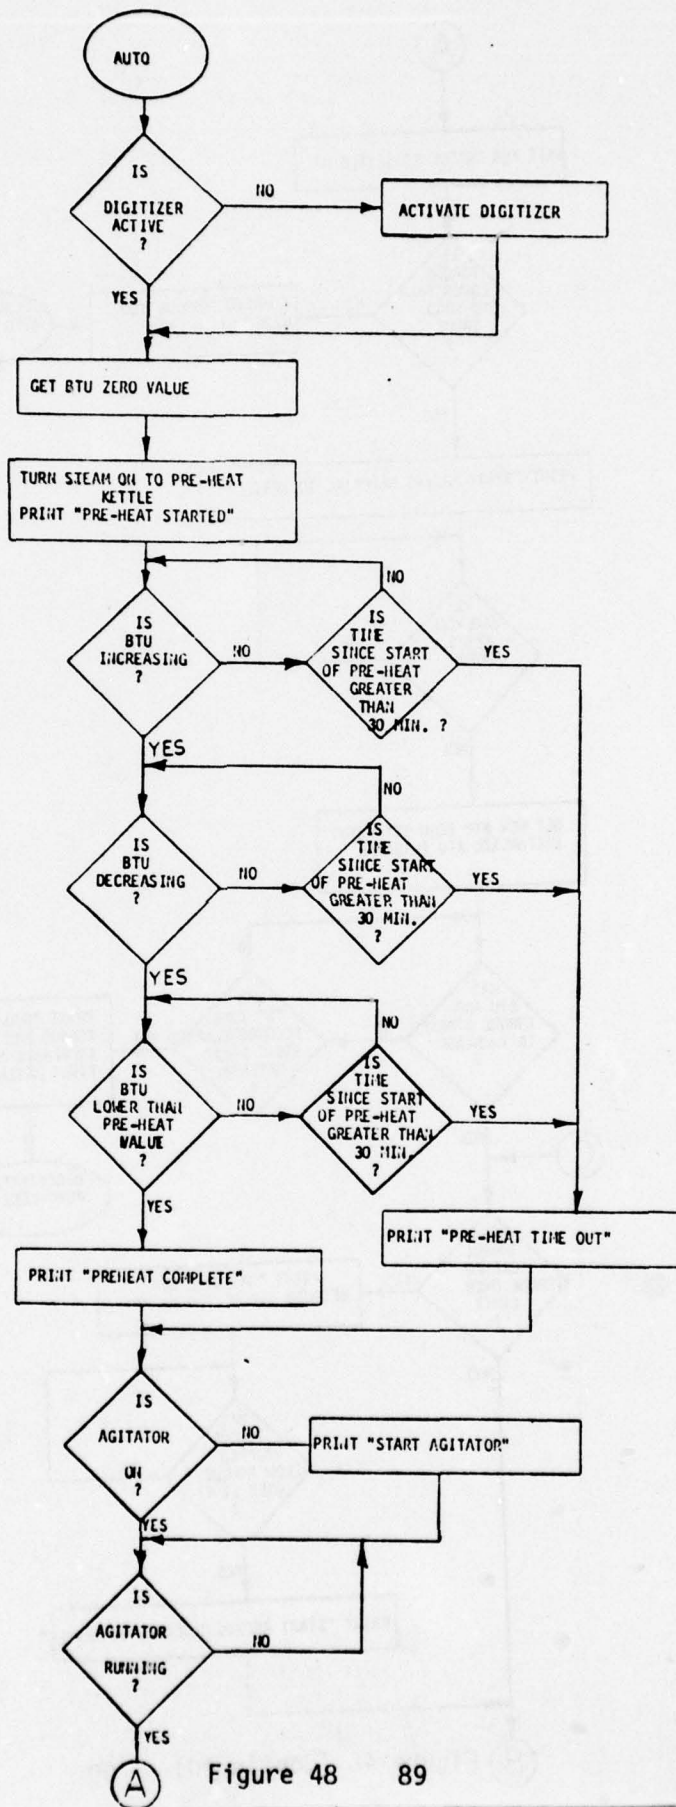 AUTO
IS
DIGITIZER
ACTIVE
?
NO
ACTIVATE DIGITIZER
YES
GET BTU ZERO VALUE
TURN STEAM ON TO PRE-HEAT
KETTLE
PRINT "PRE-HEAT STARTED"
NO
IS
BTU
INCREASING
?
NO
IS
TIME
SINCE START
OF PRE-HEAT
GREATER
THAN
30 MIN. ?
YES
YES
NO
IS
BTU
DECREASING
?
NO
IS
TIME
SINCE START
OF PRE-HEAT
GREATER THAN
30 MIN.
?
YES
YES
NO
IS
BTU
LOWER THAN
PRE-HEAT
VALUE
?
NO
IS
TIME
SINCE START
OF PRE-HEAT
GREATER THAN
30 MIN.
?
YES
YES
PRINT "PRE-HEAT TIME OUT"
PRINT "PREHEAT COMPLETE"
IS
AGITATOR
ON
?
NO
PRINT "START AGITATOR"
YES
IS
AGITATOR
RUNNING
?
NO
YES
A
Figure 48 89